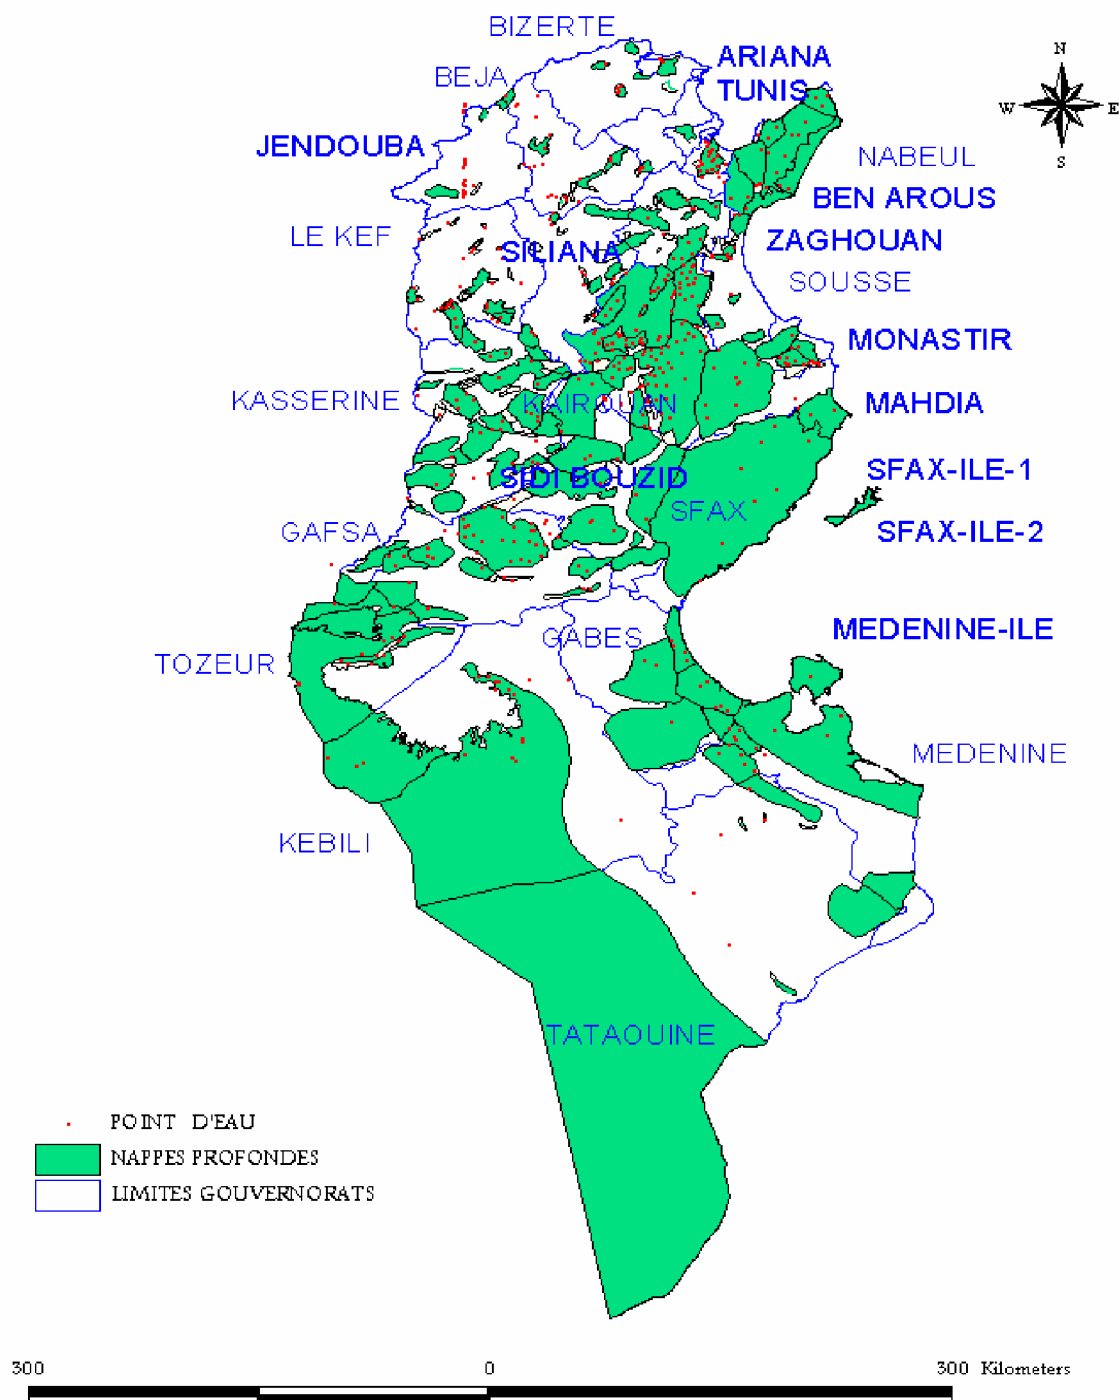 BIZERTE
ARIANA
TUNIS
BEJA
N
W
E
S
JENDOUBA
NABEUL
BEN AROUS
LE KEF
SILIANA
ZAGHOUAN
SOUSSE
MONASTIR
KASSERINE
KAIROUAN
MAHDIA
SFAX-ILE-1
SIDI BOUZID
SFAX
GAFSA
SFAX-ILE-2
GABES
MEDENINE-ILE
TOZEUR
MEDENINE
KEBILI
TATAOUINE
POINT D'EAU
NAPPES PROFONDES
LIMITES GOUVERNORATS
300
0
300 Kilometers